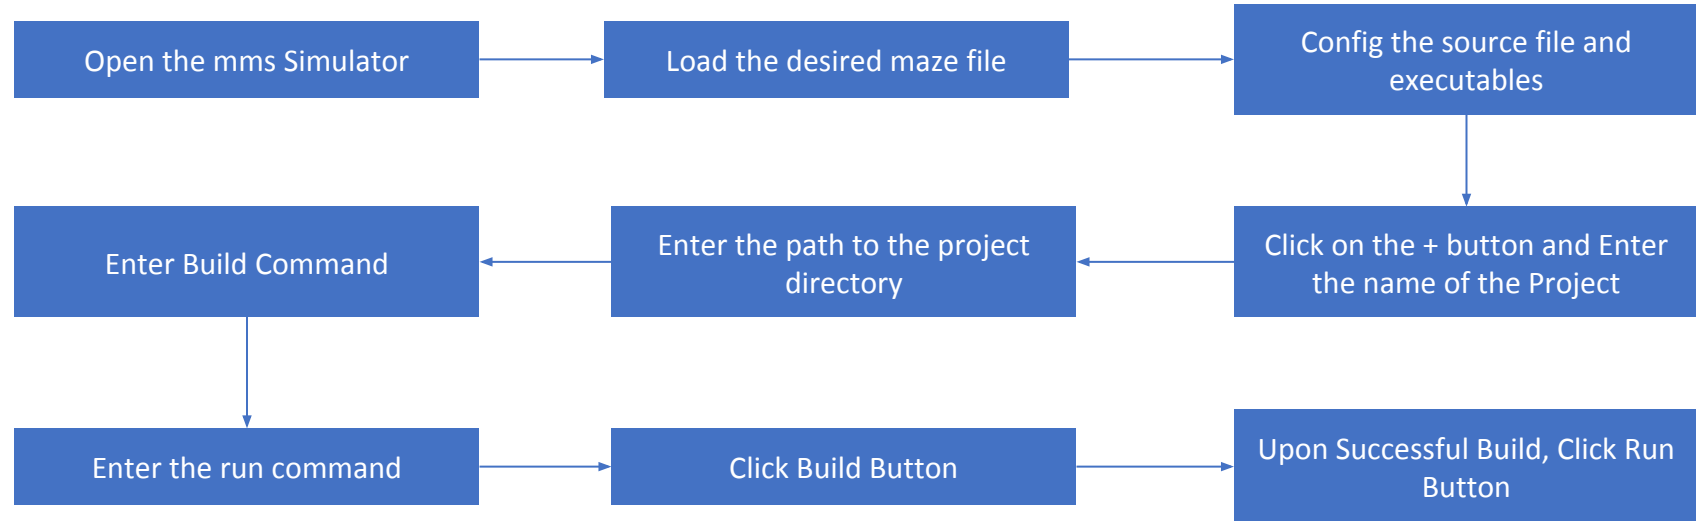 Open the mms Simulator
Load the desired maze file
Config the source file and
executables
Click on the + button and Enter
the name of the Project
Enter the path to the project
directory
Enter Build Command
Enter the run command
Click Build Button
Upon Successful Build, Click Run
Button